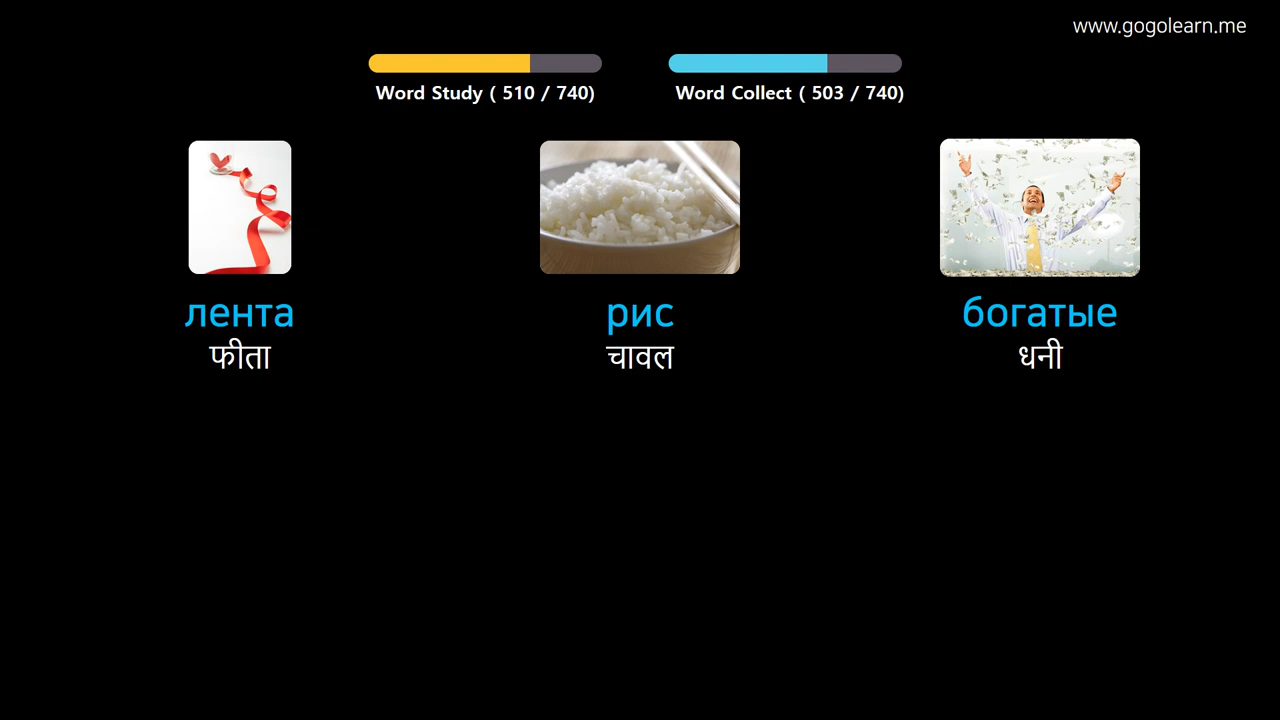 www.gogolearn.me
Word Study ( 510 / 740)
Word Collect ( 503 / 740)
лента
फीता
рис
चावल
богатые
धनी